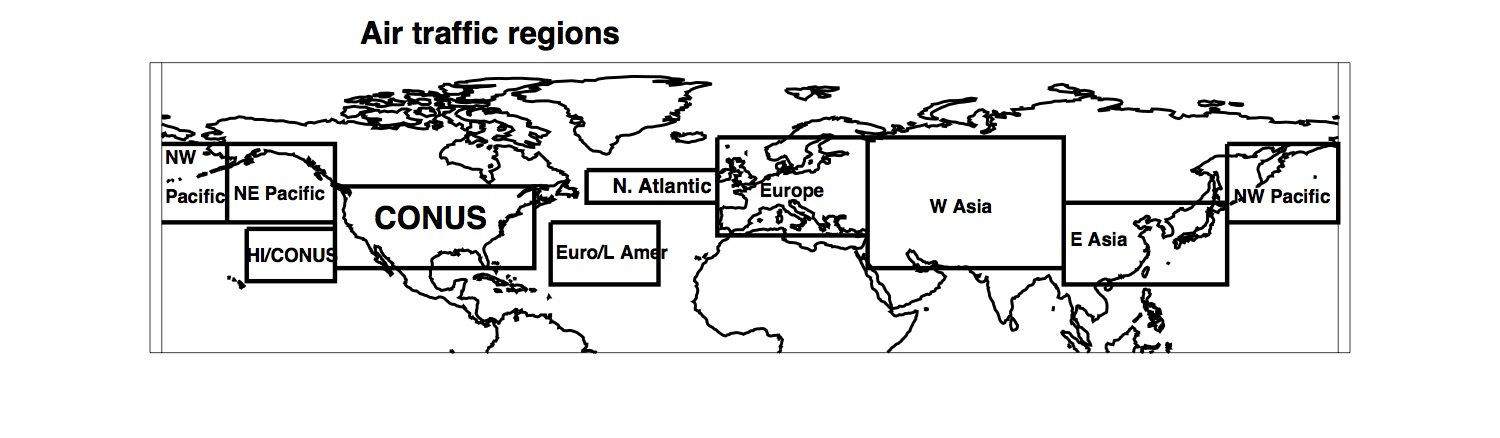 Air traffic regions
NW
Pacific
NE Pacific
HI/CONUS
CONUS
N. Atlantic
Euro/L Amer
Europe
W Asia
E Asia
NW Pacific